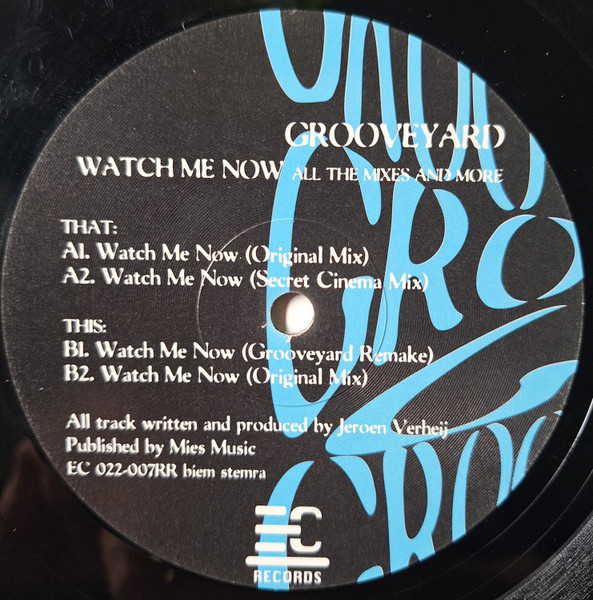 GROOVEYARD
WATCH ME NOW ALL THE MIXES AND MORE
THAT:
A1. Watch Me Now (Original Mix)
A2. Watch Me Now (Secret Cinema Mix)
THIS:
B1. Watch Me Now (Grooveyard Remake)
B2. Watch Me Now (Original Mix)
All track written and produced by Jeroen Verheij
Published by Mies Music
EC 022-007RR biem stemra
EC
RECORDS